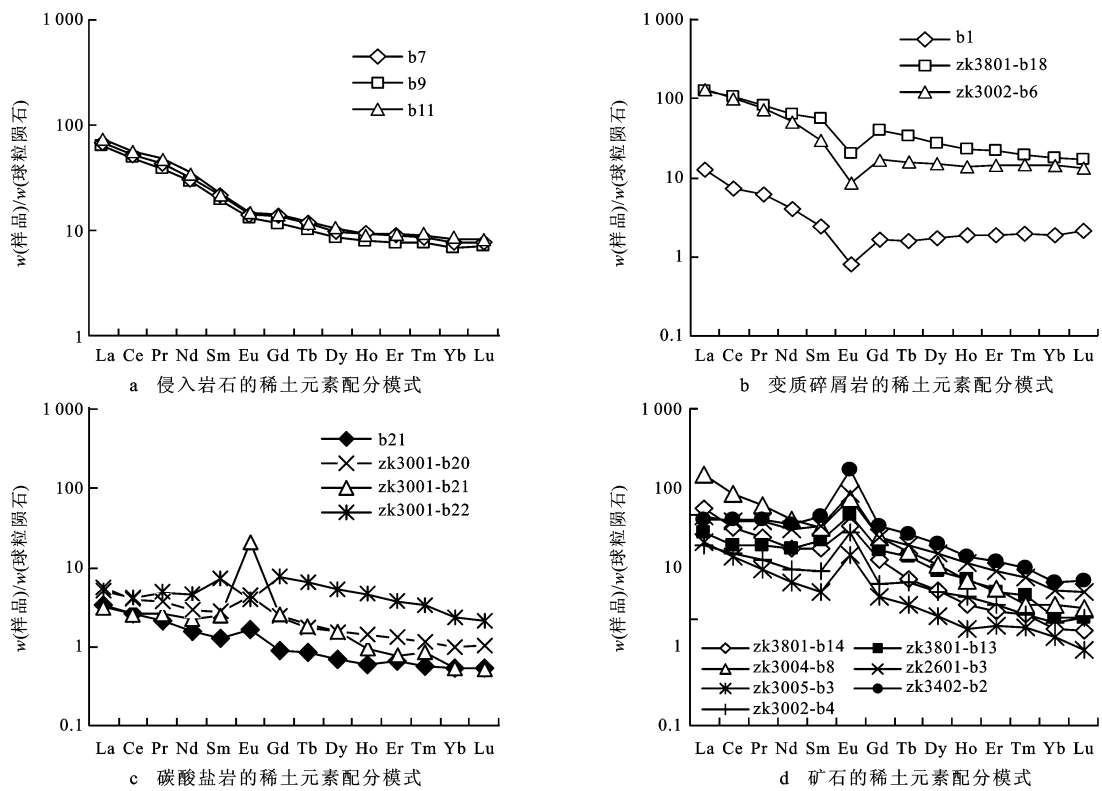 1 000
100
10
1
w(样品)/w(球粒陨石)
b7
b9
b11
La Ce Pr Nd Sm Eu Gd Tb Dy Ho Er Tm Yb Lu
a 侵入岩石的稀土元素配分模式
1 000
100
10
1
0.1
w(样品)/w(球粒陨石)
b1
zk3801-b18
zk3002-b6
La Ce Pr Nd Sm Eu Gd Tb Dy Ho Er Tm Yb Lu
b 变质碎屑岩的稀土元素配分模式
1 000
100
10
1
0.1
w(样品)/w(球粒陨石)
b21
zk3001-b20
zk3001-b21
zk3001-b22
La Ce Pr Nd Sm Eu Gd Tb Dy Ho Er Tm Yb Lu
c 碳酸盐岩的稀土元素配分模式
1 000
100
10
1
0.1
w(样品)/w(球粒陨石)
zk3801-b14 zk3801-b13
zk3004-b8 zk2601-b3
zk3005-b3 zk3402-b2
zk3002-b4
La Ce Pr Nd Sm Eu Gd Tb Dy Ho Er Tm Yb Lu
d 矿石的稀土元素配分模式